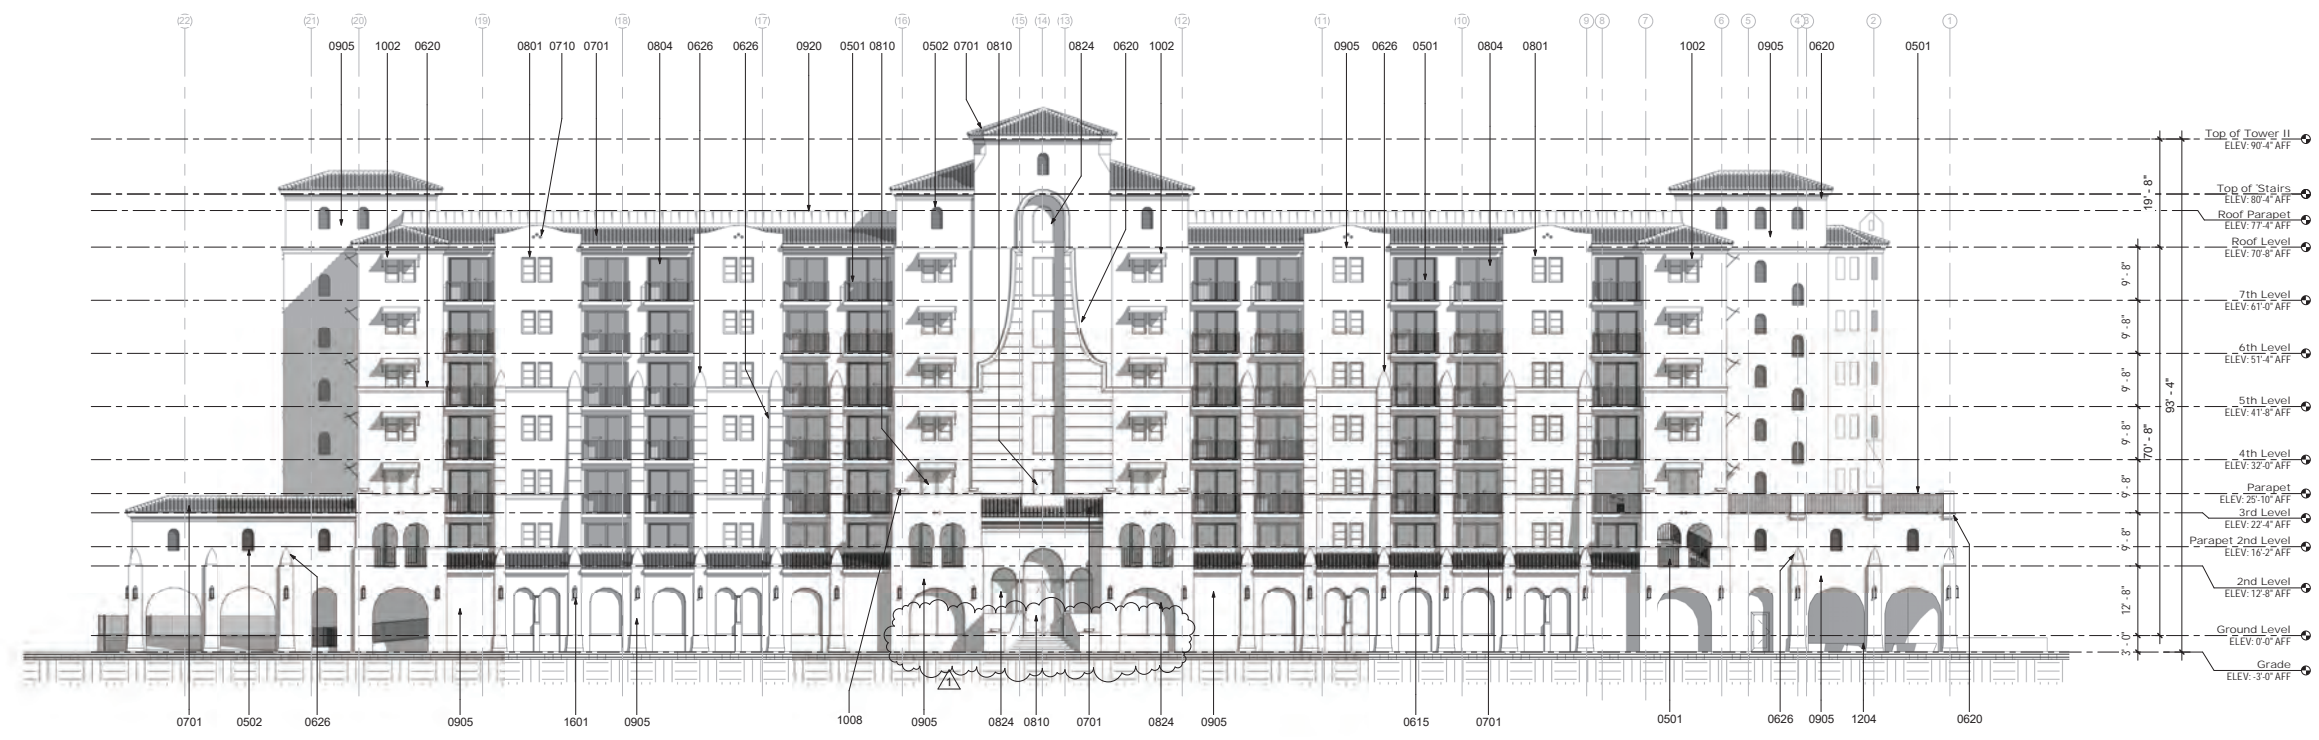 22 21 20 19 18 17 16 15 14 13 12 11 10 9 8 7 6 5 4 3 2 1
0905 1002 0620 0801 0710 0701 0804 0626 0626 0920 0501 0810 0502 0701 0810 0824 0620 1002 0905 0626 0501 0804 0801 1002 0905 0620 0501
Top of Tower II
ELEV: 90'-4" AFF
Top of Stairs
ELEV: 80'-4" AFF
Roof Parapet
ELEV: 77'-4" AFF
Roof Level
ELEV: 70'-8" AFF
7th Level
ELEV: 61'-0" AFF
6th Level
ELEV: 51'-4" AFF
5th Level
ELEV: 41'-8" AFF
4th Level
ELEV: 32'-0" AFF
Parapet
ELEV: 25'-10" AFF
3rd Level
ELEV: 22'-4" AFF
Parapet 2nd Level
ELEV: 16'-2" AFF
2nd Level
ELEV: 12'-8" AFF
Ground Level
ELEV: 0'-0" AFF
Grade
ELEV: -3'-0" AFF
19' - 8"
9' - 8"
9' - 8"
9' - 8"
9' - 8"
9' - 8"
9' - 8"
12' - 8"
3' - 0"
70' - 8"
93' - 4"
1
0701 0502 0626 0905 1601 0905 1008 0905 0824 0810 0701 0824 0905 0615 0701 0501 0626 0905 1204 0620